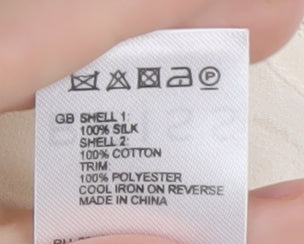 GB SHELL 1:
100% SILK
SHELL 2:
100% COTTON
TRIM:
100% POLYESTER
COOL IRON ON REVERSE
MADE IN CHINA